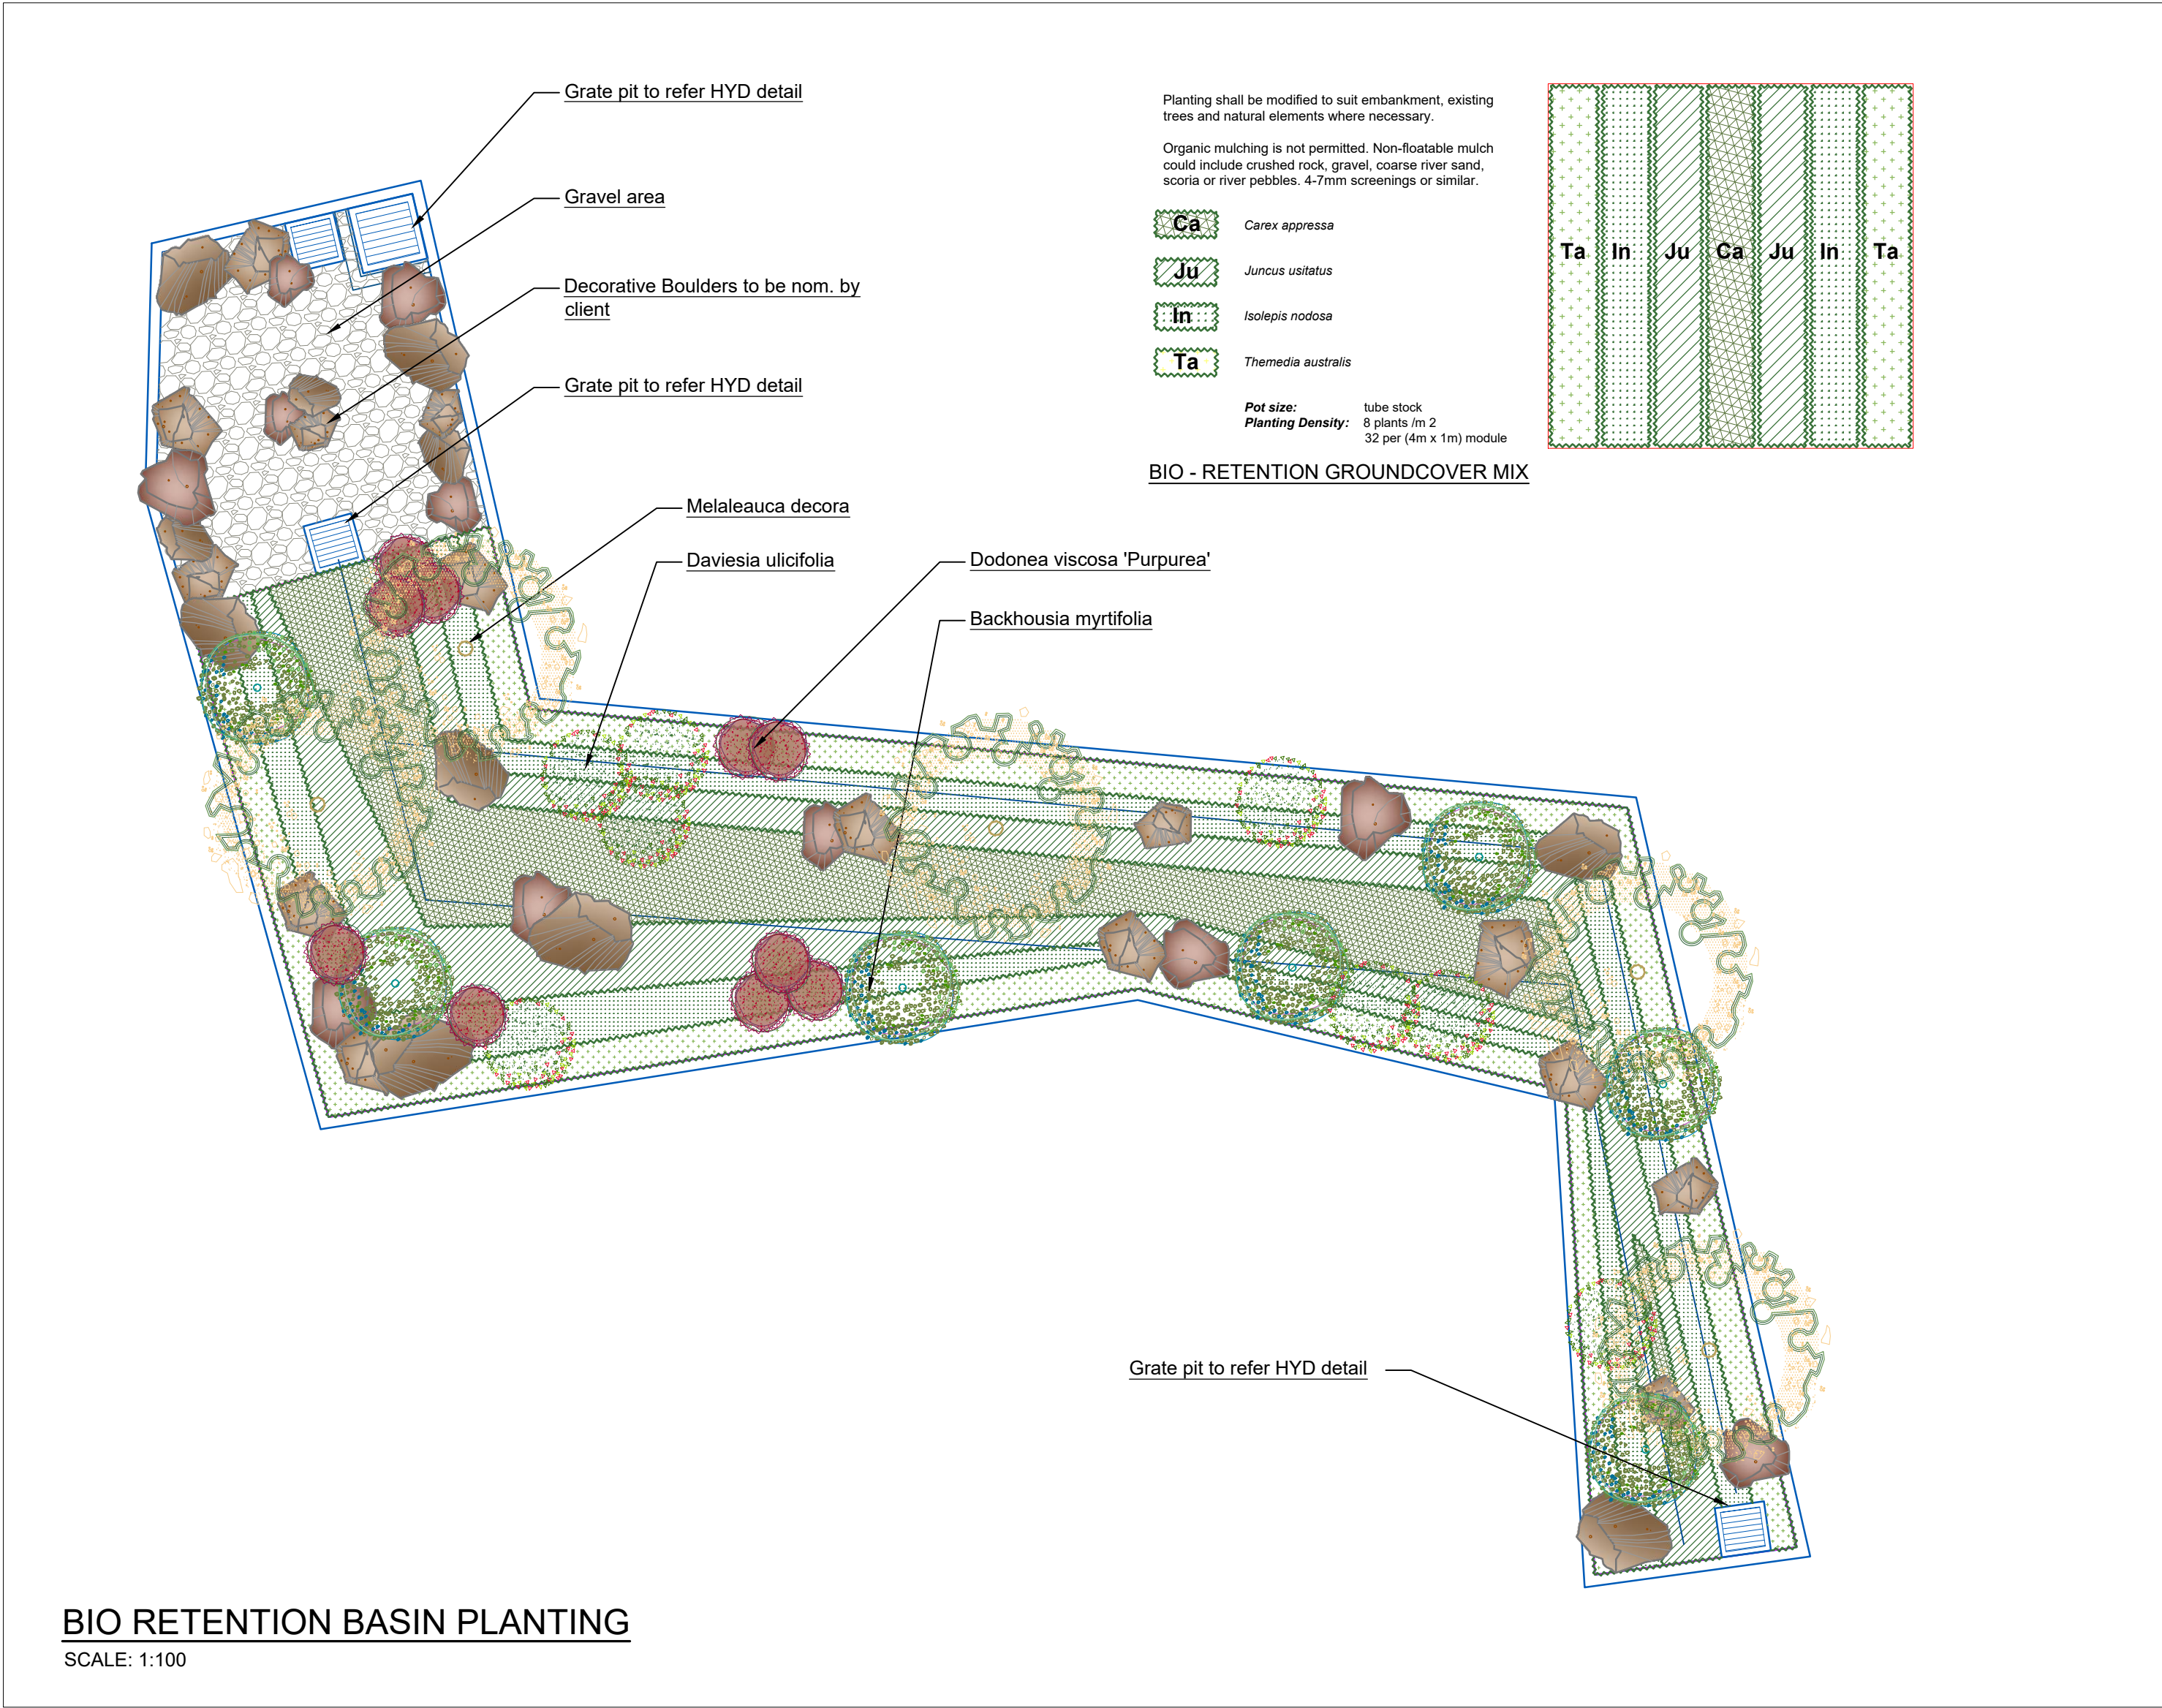 Grate pit to refer HYD detail
Gravel area
Decorative Boulders to be nom. by
client
Grate pit to refer HYD detail
Melaleauca decora
Daviesia ulicifolia
Dodonea viscosa 'Purpurea'
Backhousia myrtifolia
Grate pit to refer HYD detail
Planting shall be modified to suit embankment, existing
trees and natural elements where necessary.
Organic mulching is not permitted. Non-floatable mulch
could include crushed rock, gravel, coarse river sand,
scoria or river pebbles. 4-7mm screenings or similar.
Ca Carex appressa
Ju Juncus usitatus
In Isolepis nodosa
Ta Themedia australis
Pot size: tube stock
Planting Density: 8 plants /m 2
32 per (4m x 1m) module
BIO - RETENTION GROUNDCOVER MIX
Ta In Ju Ca Ju In Ta
BIO RETENTION BASIN PLANTING
SCALE: 1:100